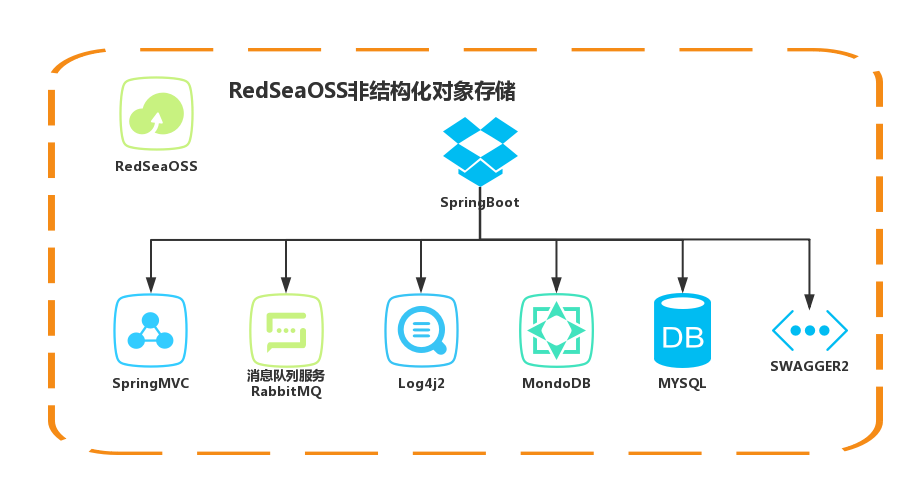 RedSeaOSS非结构化对象存储
RedSeaOSS
SpringBoot
SpringMVC
消息队列服务
RabbitMQ
Log4j2
MondoDB
DB
MYSQL
SWAGGER2